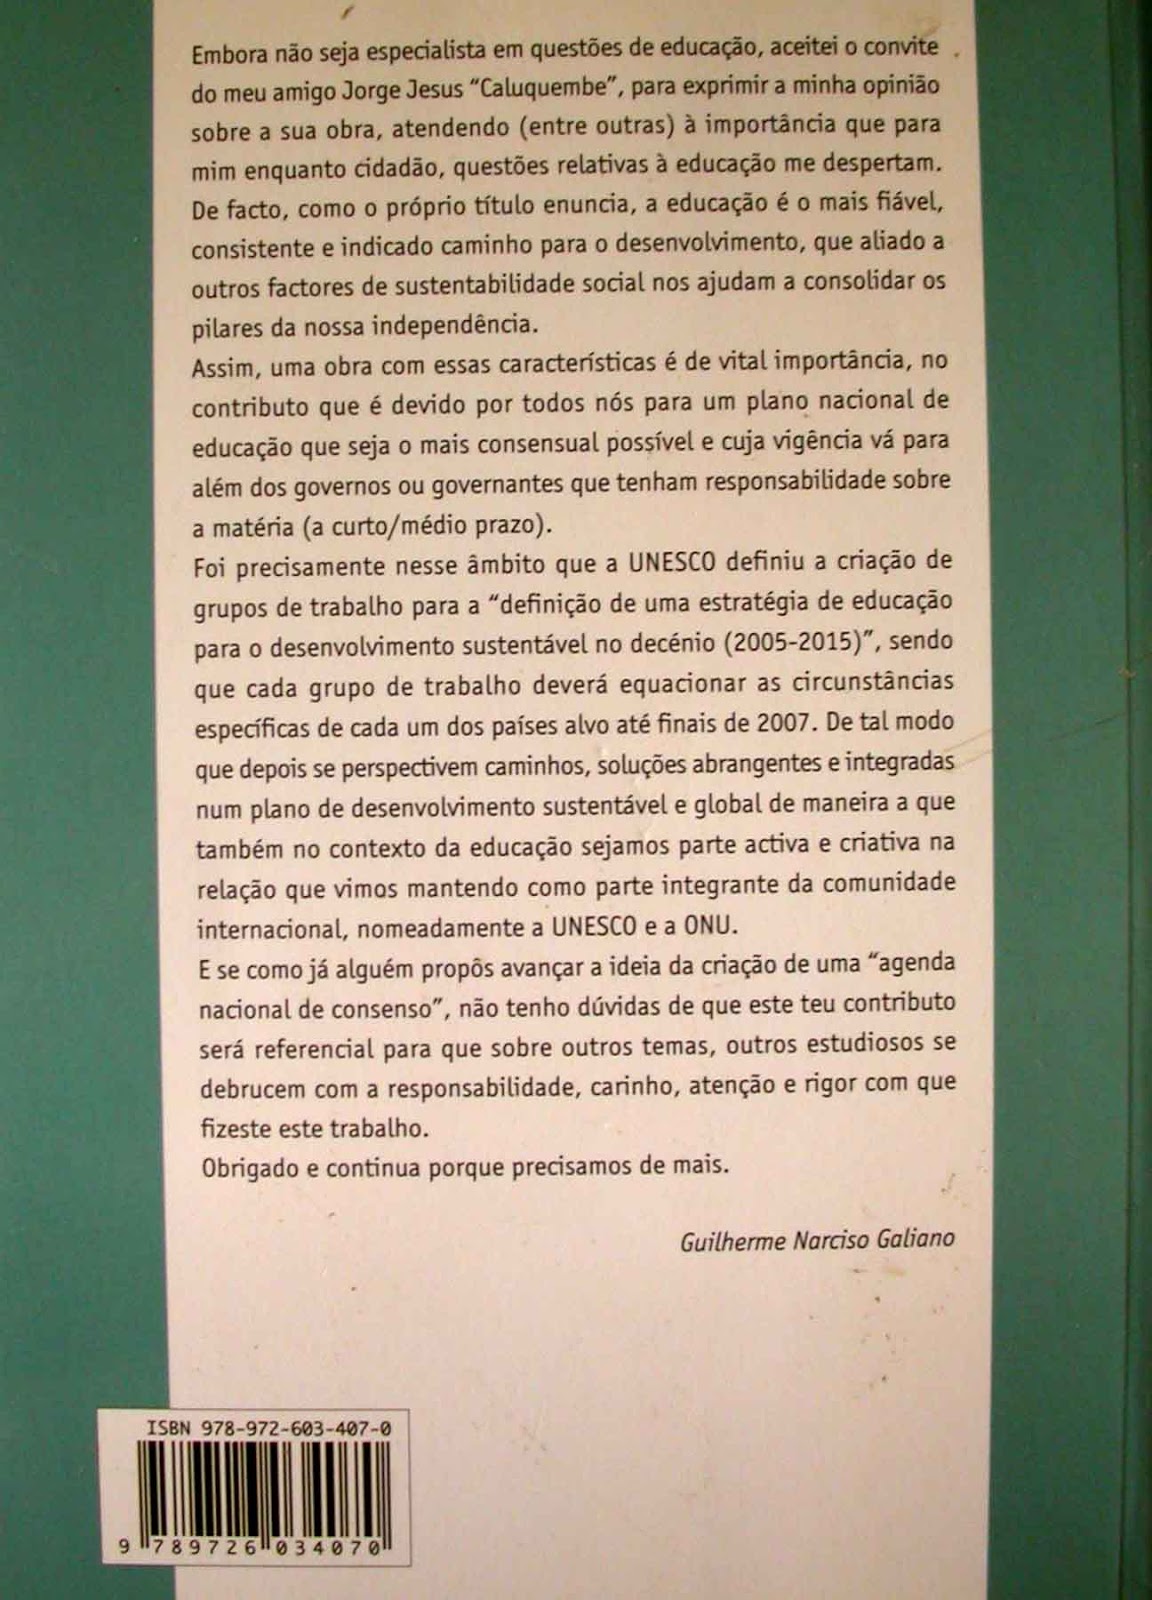 Embora não seja especialista em questões de educação, aceitei o convite
do meu amigo Jorge Jesus “Caluquembe”, para exprimir a minha opinião
sobre a sua obra, atendendo (entre outras) à importância que para
mim enquanto cidadão, questões relativas à educação me despertam.
De facto, como o próprio título enuncia, a educação é o mais fiável,
consistente e indicado caminho para o desenvolvimento, que aliado a
outros factores de sustentabilidade social nos ajudam a consolidar os
pilares da nossa independência.
Assim, uma obra com essas características é de vital importância, no
contributo que é devido por todos nós para um plano nacional de
educação que seja o mais consensual possível e cuja vigência vá para
além dos governos ou governantes que tenham responsabilidade sobre
a matéria (a curto/médio prazo).
Foi precisamente nesse âmbito que a UNESCO definiu a criação de
grupos de trabalho para a “definição de uma estratégia de educação
para o desenvolvimento sustentável no decénio (2005-2015)”, sendo
que cada grupo de trabalho deverá equacionar as circunstâncias
específicas de cada um dos países alvo até finais de 2007. De tal modo
que depois se perspectivem caminhos, soluções abrangentes e integradas
num plano de desenvolvimento sustentável e global de maneira a que
também no contexto da educação sejamos parte activa e criativa na
relação que vimos mantendo como parte integrante da comunidade
internacional, nomeadamente a UNESCO e a ONU.
E se como já alguém propôs avançar a ideia da criação de uma “agenda
nacional de consenso”, não tenho dúvidas de que este teu contributo
será referencial para que sobre outros temas, outros estudiosos se
debrucem com a responsabilidade, carinho, atenção e rigor com que
fizeste este trabalho.
Obrigado e continua porque precisamos de mais.
Guilherme Narciso Galiano
ISBN 978-972-603-407-0
9 789726 034070